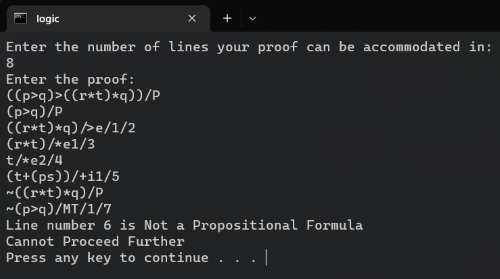 logic
Enter the number of lines your proof can be accommodated in:
8
Enter the proof:
((p>q)>((r*t)*q))/P
(p>q)/P
((r*t)*q)/>e/1/2
(r*t)/*e1/3
t/*e2/4
(t+(ps))/+i1/5
~((r*t)*q)/P
~(p>q)/MT/1/7
Line number 6 is Not a Propositional Formula
Cannot Proceed Further
Press any key to continue . . .